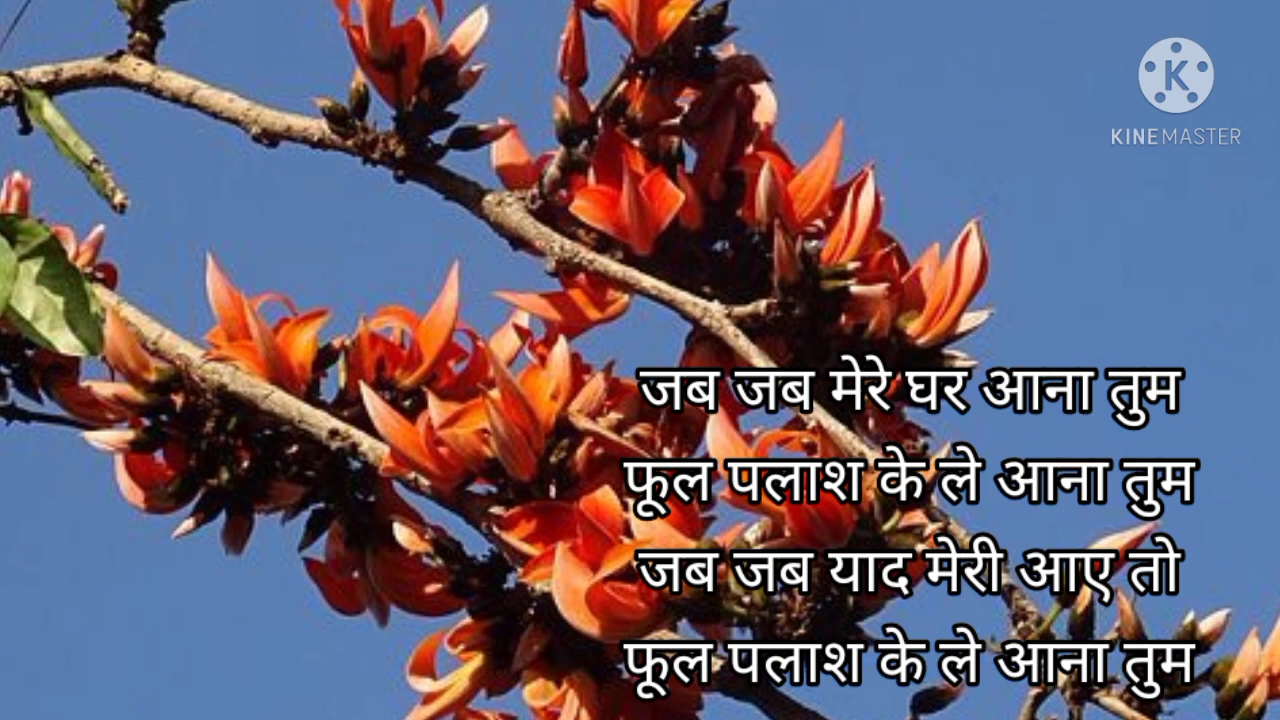 KINEMASTER
जब जब मेरे घर आना तुम
फूल पलाश के ले आना तुम
जब जब याद मेरी आए तो
फूल पलाश के ले आना तुम